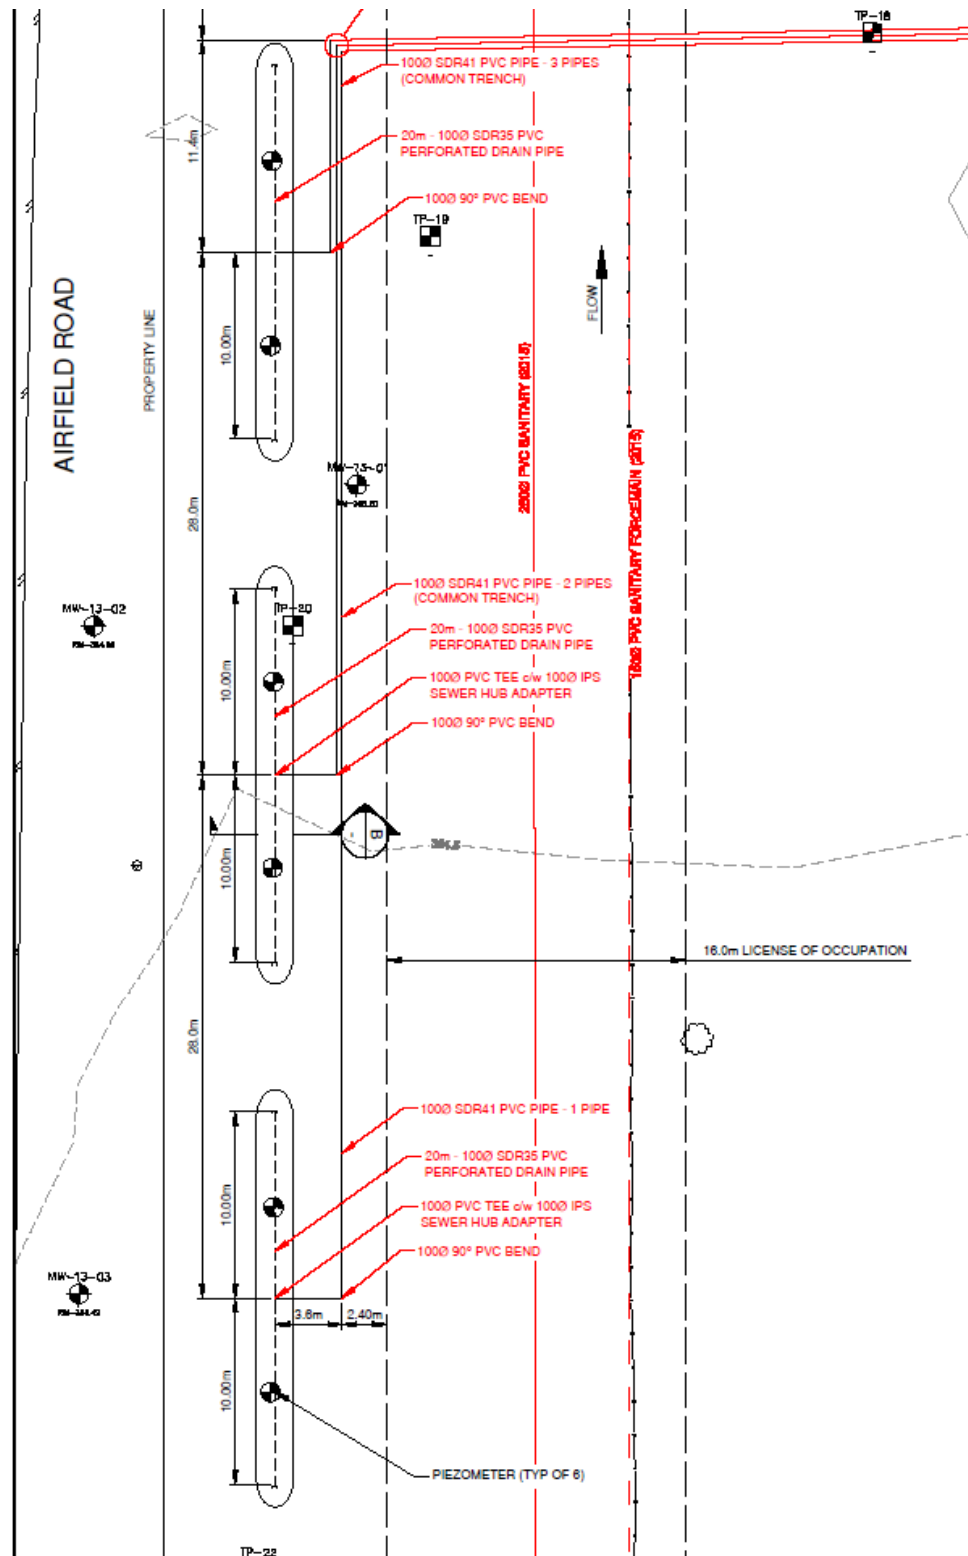 TP-18
100Ø SDR41 PVC PIPE - 3 PIPES
(COMMON TRENCH)
11.4m
20m - 100Ø SDR35 PVC
PERFORATED DRAIN PIPE
100Ø 90° PVC BEND
TP-19
AIRFIELD ROAD
PROPERTY LINE
10.00m
FLOW
250Ø PVC SANITARY (2015)
150Ø PVC SANITARY FORCEMAIN (2015)
MW-13-01
28.0m
100Ø SDR41 PVC PIPE - 2 PIPES
(COMMON TRENCH)
MW-13-02
TP-20
20m - 100Ø SDR35 PVC
PERFORATED DRAIN PIPE
10.00m
100Ø PVC TEE c/w 100Ø IPS
SEWER HUB ADAPTER
100Ø 90° PVC BEND
B
-
10.00m
16.0m LICENSE OF OCCUPATION
28.0m
100Ø SDR41 PVC PIPE - 1 PIPE
20m - 100Ø SDR35 PVC
PERFORATED DRAIN PIPE
10.00m
100Ø PVC TEE c/w 100Ø IPS
SEWER HUB ADAPTER
100Ø 90° PVC BEND
MW-13-03
3.6m
2.40m
10.00m
PIEZOMETER (TYP OF 6)
TP-22